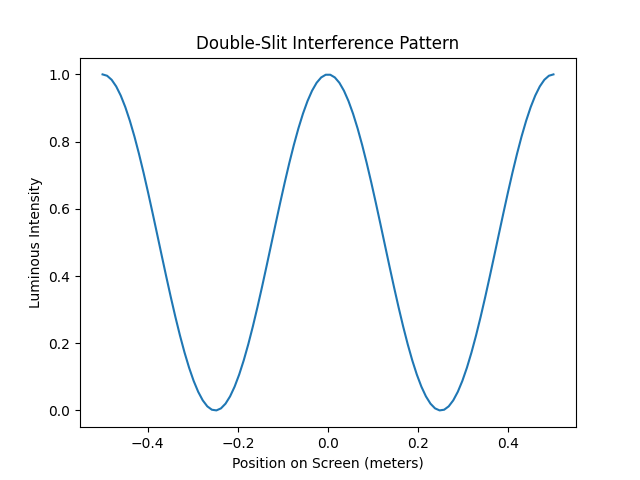 Double-Slit Interference Pattern
1.0
0.8
0.6
0.4
0.2
0.0
Luminous Intensity
−0.4 −0.2 0.0 0.2 0.4
Position on Screen (meters)